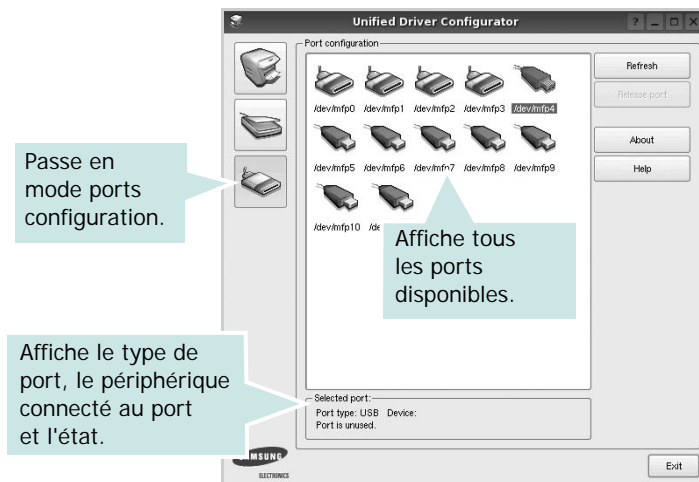 Unified Driver Configurator
Port configuration
/dev/mfp0 /dev/mfp1 /dev/mfp2 /dev/mfp3 /dev/mfp4
/dev/mfp5 /dev/mfp6 /dev/mfp7 /dev/mfp8 /dev/mfp9
/dev/mfp10
Refresh
Release port
About
Help
Passe en
mode ports
configuration.
Affiche tous
les ports
disponibles.
Affiche le type de
port, le périphérique
connecté au port
et l'état.
Selected port:
Port type: USB Device:
Port is unused.
SAMSUNG
ELECTRONICS
Exit